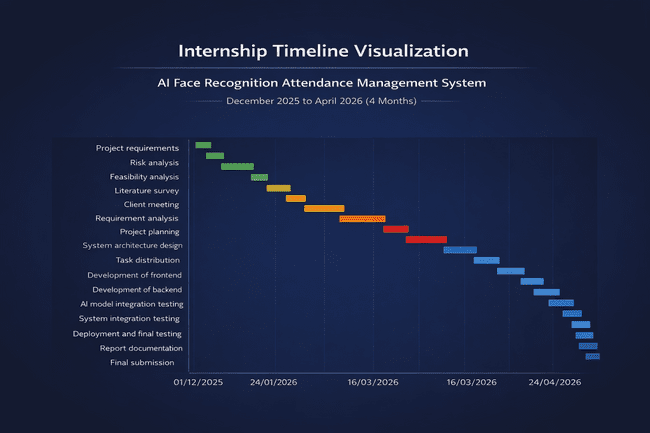 Internship Timeline Visualization
AI Face Recognition Attendance Management System
December 2025 to April 2026 (4 Months)
Project requirements
Risk analysis
Feasibility analysis
Literature survey
Client meeting
Requirement analysis
Project planning
System architecture design
Task distribution
Development of frontend
Development of backend
AI model integration testing
System integration testing
Deployment and final testing
Report documentation
Final submission
01/12/2025 24/01/2026 16/03/2026 16/03/2026 24/04/2026